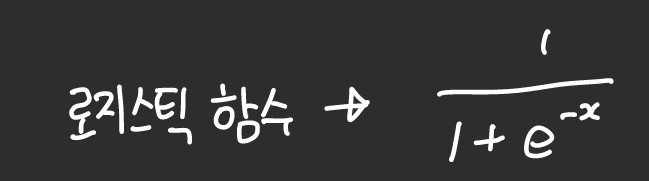 로지스틱 함수 → 1 / (1 + e^{-x})